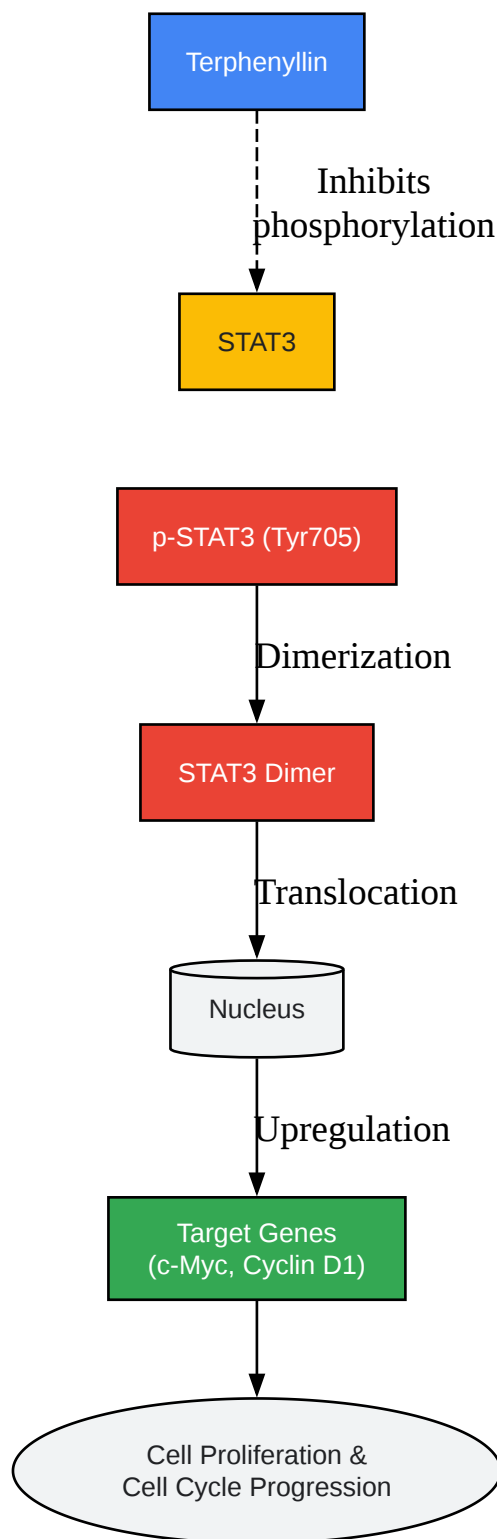 Terphenyllin
Inhibits
phosphorylation
STAT3
p-STAT3 (Tyr705)
Dimerization
STAT3 Dimer
Translocation
Nucleus
Upregulation
Target Genes
(c-Myc, Cyclin D1)
Cell Proliferation &
Cell Cycle Progression